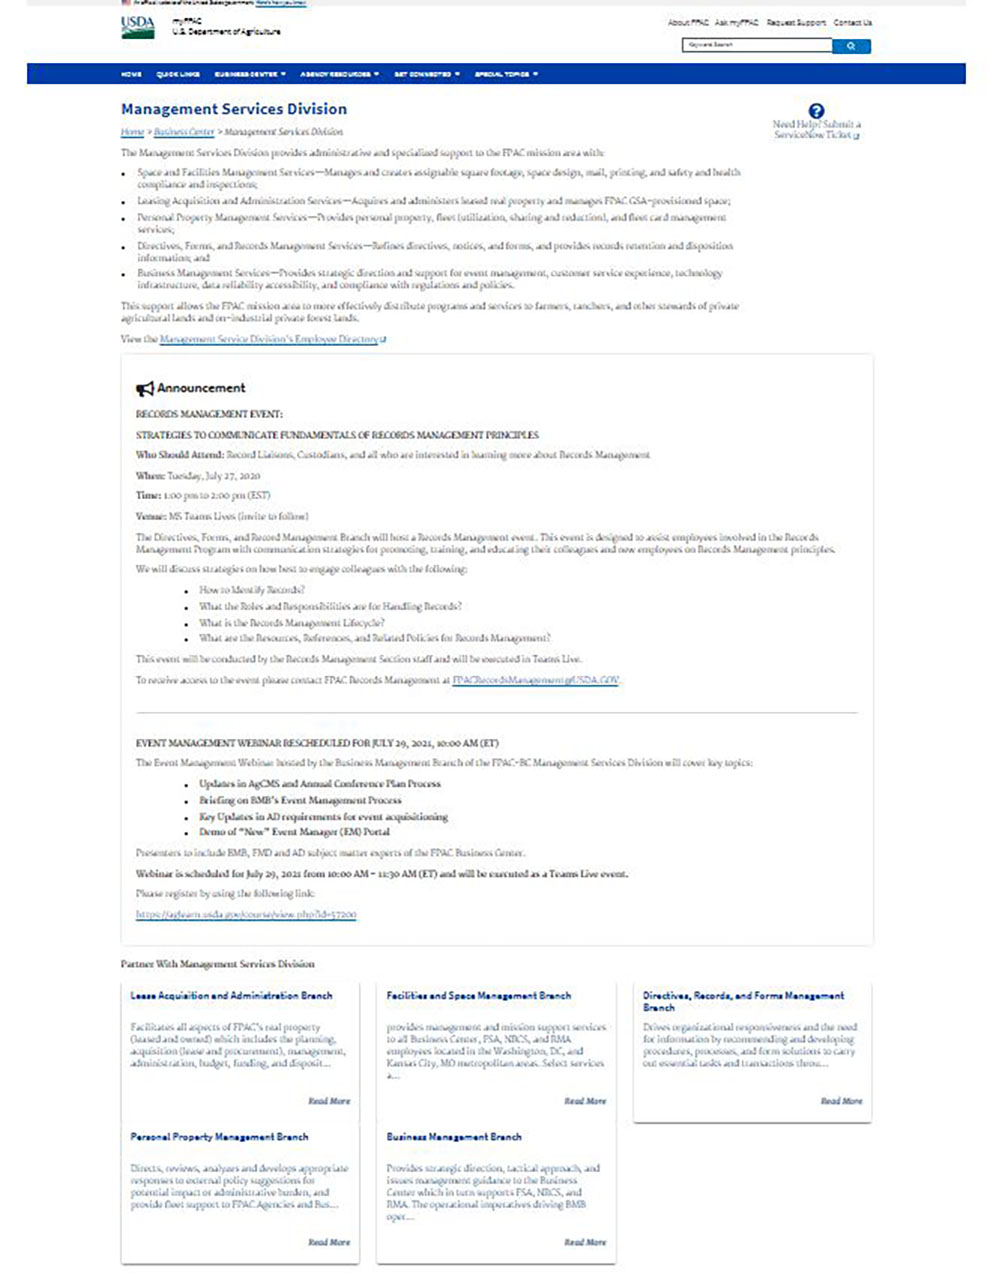 An official website of the United States government Here's how you know
USDA
myFPAC
U.S. Department of Agriculture
About FPAC Ask myFPAC Request Support Contact Us
Keyword Search
HOME QUICK LINKS BUSINESS CENTER AGENCY RESOURCES GET CONNECTED SPECIAL TOPICS
Management Services Division
Home > Business Center > Management Services Division
Need Help? Submit a
ServiceNow Ticket
The Management Services Division provides administrative and specialized support to the FPAC mission area with:
• Space and Facilities Management Services—Manages and creates assignable square footage, space design, mail, printing, and safety and health
compliance and inspections;
• Leasing Acquisition and Administration Services—Acquires and administers leased real property and manages FPAC GSA-provisioned space;
• Personal Property Management Services—Provides personal property, fleet (utilization, sharing and reduction), and fleet card management
services;
• Directives, Forms, and Records Management Services—Refines directives, notices, and forms, and provides records retention and disposition
information; and
• Business Management Services—Provides strategic direction and support for event management, customer service experience, technology
infrastructure, data reliability accessibility, and compliance with regulations and policies.
This support allows the FPAC mission area to more effectively distribute programs and services to farmers, ranchers, and other stewards of private
agricultural lands and on-industrial private forest lands.
View the Management Service Division's Employee Directory
Announcement
RECORDS MANAGEMENT EVENT:
STRATEGIES TO COMMUNICATE FUNDAMENTALS OF RECORDS MANAGEMENT PRINCIPLES
Who Should Attend: Record Liaisons, Custodians, and all who are interested in learning more about Records Management
When: Tuesday, July 27, 2020
Time: 1:00 pm to 2:00 pm (EST)
Venue: MS Teams Lives (invite to follow)
The Directives, Forms, and Record Management Branch will host a Records Management event. This event is designed to assist employees involved in the Records
Management Program with communication strategies for promoting, training, and educating their colleagues and new employees on Records Management principles.
We will discuss strategies on how best to engage colleagues with the following:
• How to Identify Records?
• What the Roles and Responsibilities are for Handling Records?
• What is the Records Management Lifecycle?
• What are the Resources, References, and Related Policies for Records Management?
This event will be conducted by the Records Management Section staff and will be executed in Teams Live.
To receive access to the event please contact FPAC Records Management at FPACRecordsManagement@USDA.GOV.
EVENT MANAGEMENT WEBINAR RESCHEDULED FOR JULY 29, 2021, 10:00 AM (ET)
The Event Management Webinar hosted by the Business Management Branch of the FPAC-BC Management Services Division will cover key topics:
• Updates in AgCMS and Annual Conference Plan Process
• Briefing on BMB's Event Management Process
• Key Updates in AD requirements for event acquisitioning
• Demo of "New" Event Manager (EM) Portal
Presenters to include BMB, FMD and AD subject matter experts of the FPAC Business Center.
Webinar is scheduled for July 29, 2021 from 10:00 AM - 11:30 AM (ET) and will be executed as a Teams Live event.
Please register by using the following link:
https://aglearn.usda.gov/course/view.php?id=57200
Partner With Management Services Division
Lease Acquisition and Administration Branch
Facilitates all aspects of FPAC's real property
(leased and owned) which includes the planning,
acquisition (lease and procurement), management,
administration, budget, funding, and disposit...
Read More
Facilities and Space Management Branch
provides management and mission support services
to all Business Center, FSA, NRCS, and RMA
employees located in the Washington, DC, and
Kansas City, MO metropolitan areas. Select services
a...
Read More
Directives, Records, and Forms Management
Branch
Drives organizational responsiveness and the need
for information by recommending and developing
procedures, processes, and form solutions to carry
out essential tasks and transactions throu...
Read More
Personal Property Management Branch
Directs, reviews, analyzes and develops appropriate
responses to external policy suggestions for
potential impact or administrative burden, and
provide fleet support to FPAC Agencies and Bus...
Read More
Business Management Branch
Provides strategic direction, tactical approach, and
issues management guidance to the Business
Center which in turn supports FSA, NRCS, and
RMA. The operational imperatives driving BMB
oper...
Read More